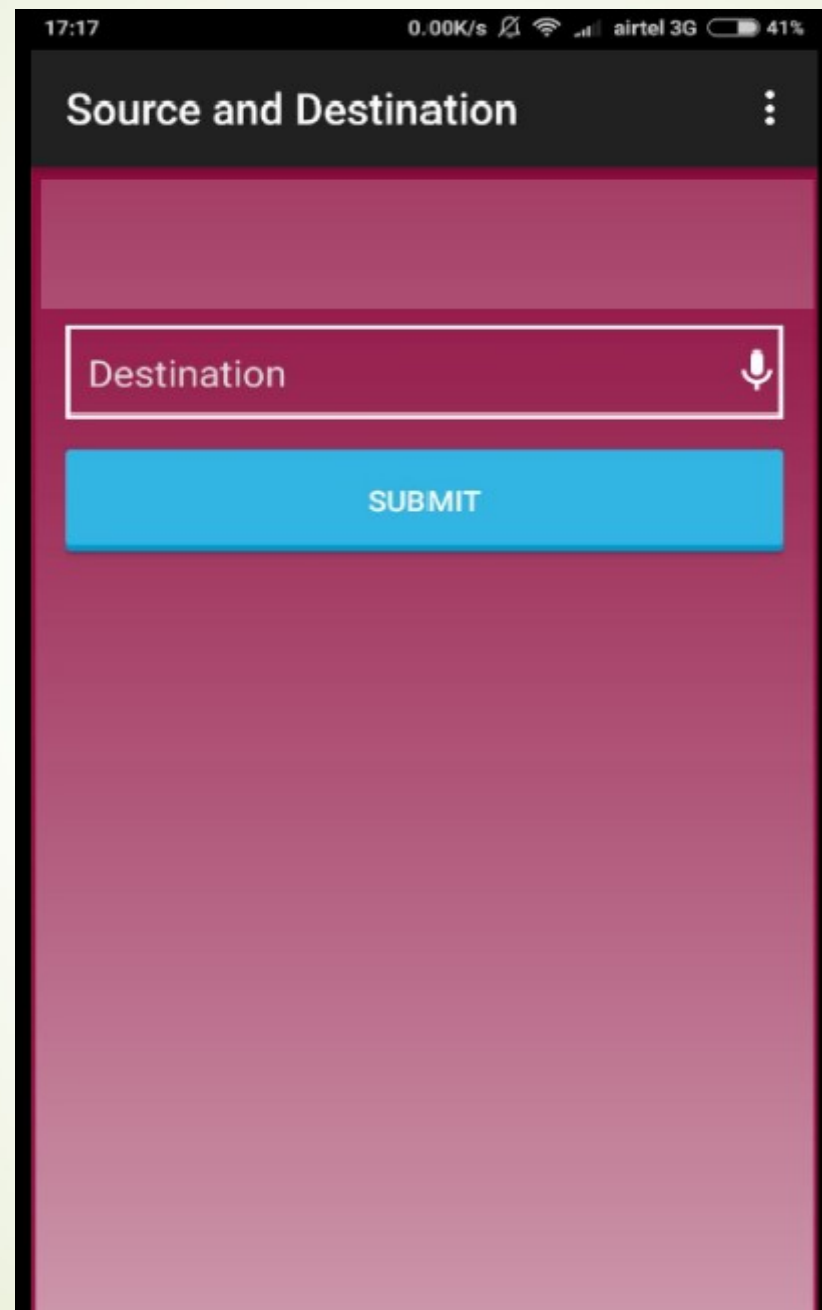 17:17 0.00K/s airtel 3G 41%
Source and Destination
Destination
SUBMIT